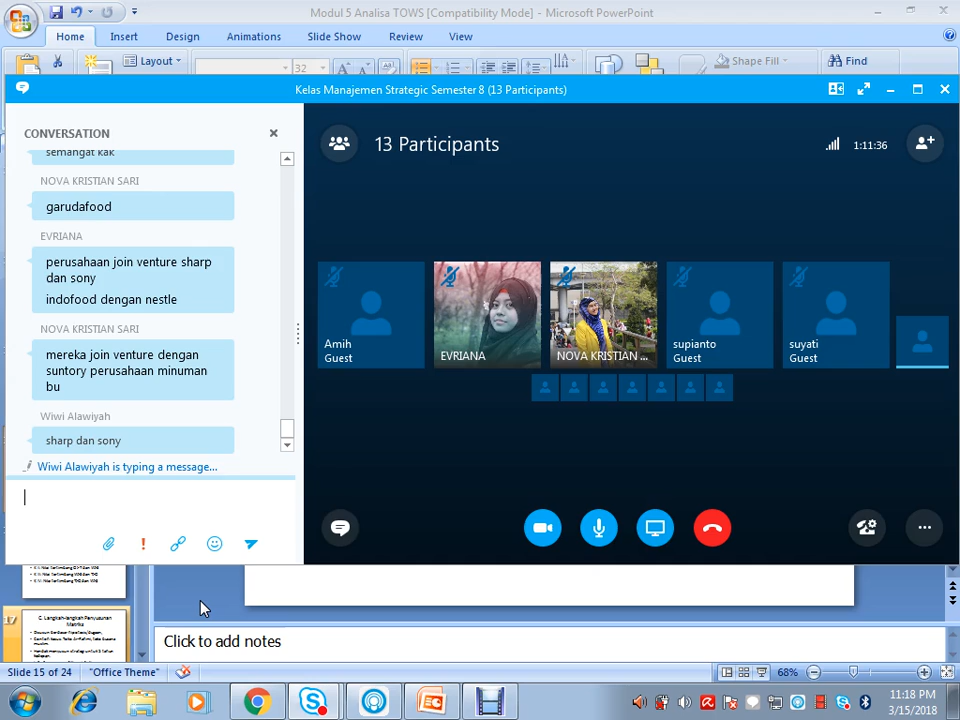 Modul 5 Analisa TOWS [Compatibility Mode] - Microsoft PowerPoint
Home Insert Design Animations Slide Show Review View
Layout 32 Shape Fill Find
Kelas Manajemen Strategic Semester 8 (13 Participants)
CONVERSATION
semangat kak
NOVA KRISTIAN SARI
garudafood
EVRIANA
perusahaan join venture sharp
dan sony
indofood dengan nestle
NOVA KRISTIAN SARI
mereka join venture dengan
suntory perusahaan minuman
bu
Wiwi Alawiyah
sharp dan sony
Wiwi Alawiyah is typing a message...
13 Participants
1:11:36
Amih
Guest
EVRIANA
NOVA KRISTIAN ...
supianto
Guest
suyati
Guest
17
C. Langkah-langkah Penyusunan
Matriks
Click to add notes
Slide 15 of 24
"Office Theme"
68%
11:18 PM
3/15/2018